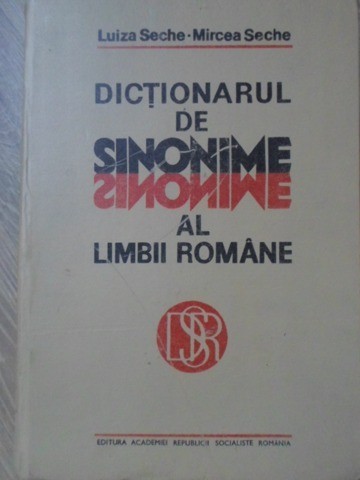 Luiza Seche • Mircea Seche
DICȚIONARUL
DE
SINONIME
SINONIME
AL
LIMBII ROMÂNE
DSR
EDITURA ACADEMIEI REPUBLICII SOCIALISTE ROMÂNIA